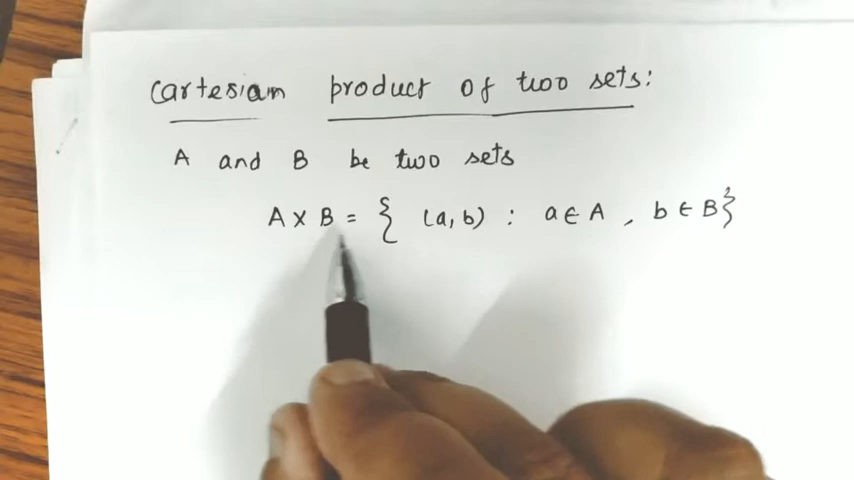 Cartesian product of two sets:
A and B be two sets
A x B = { (a, b) : a ∈ A , b ∈ B }